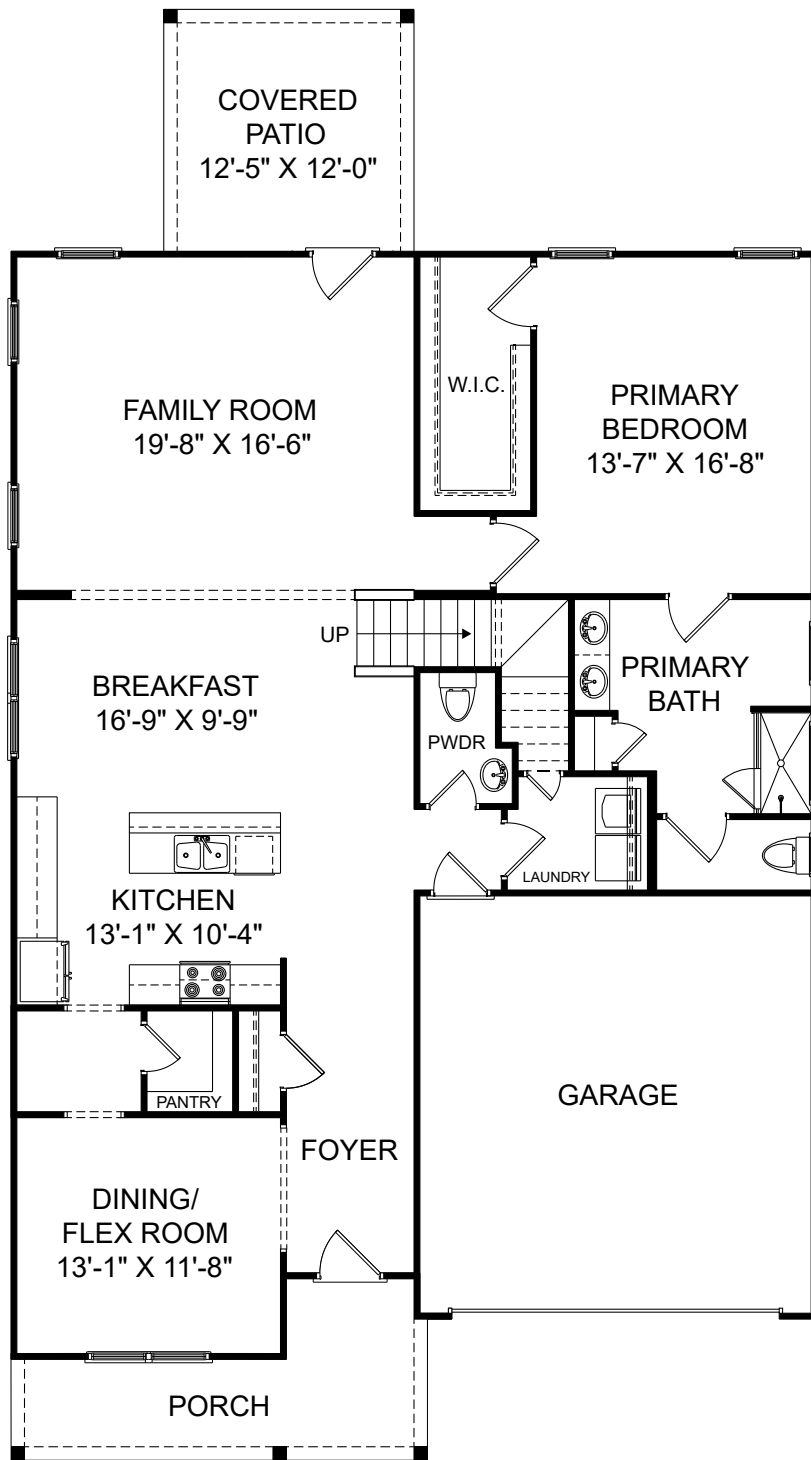 COVERED
PATIO
12'-5" X 12'-0"
FAMILY ROOM
19'-8" X 16'-6"
W.I.C.
PRIMARY
BEDROOM
13'-7" X 16'-8"
UP
BREAKFAST
16'-9" X 9'-9"
PWDR
PRIMARY
BATH
LAUNDRY
KITCHEN
13'-1" X 10'-4"
PANTRY
GARAGE
FOYER
DINING/
FLEX ROOM
13'-1" X 11'-8"
PORCH